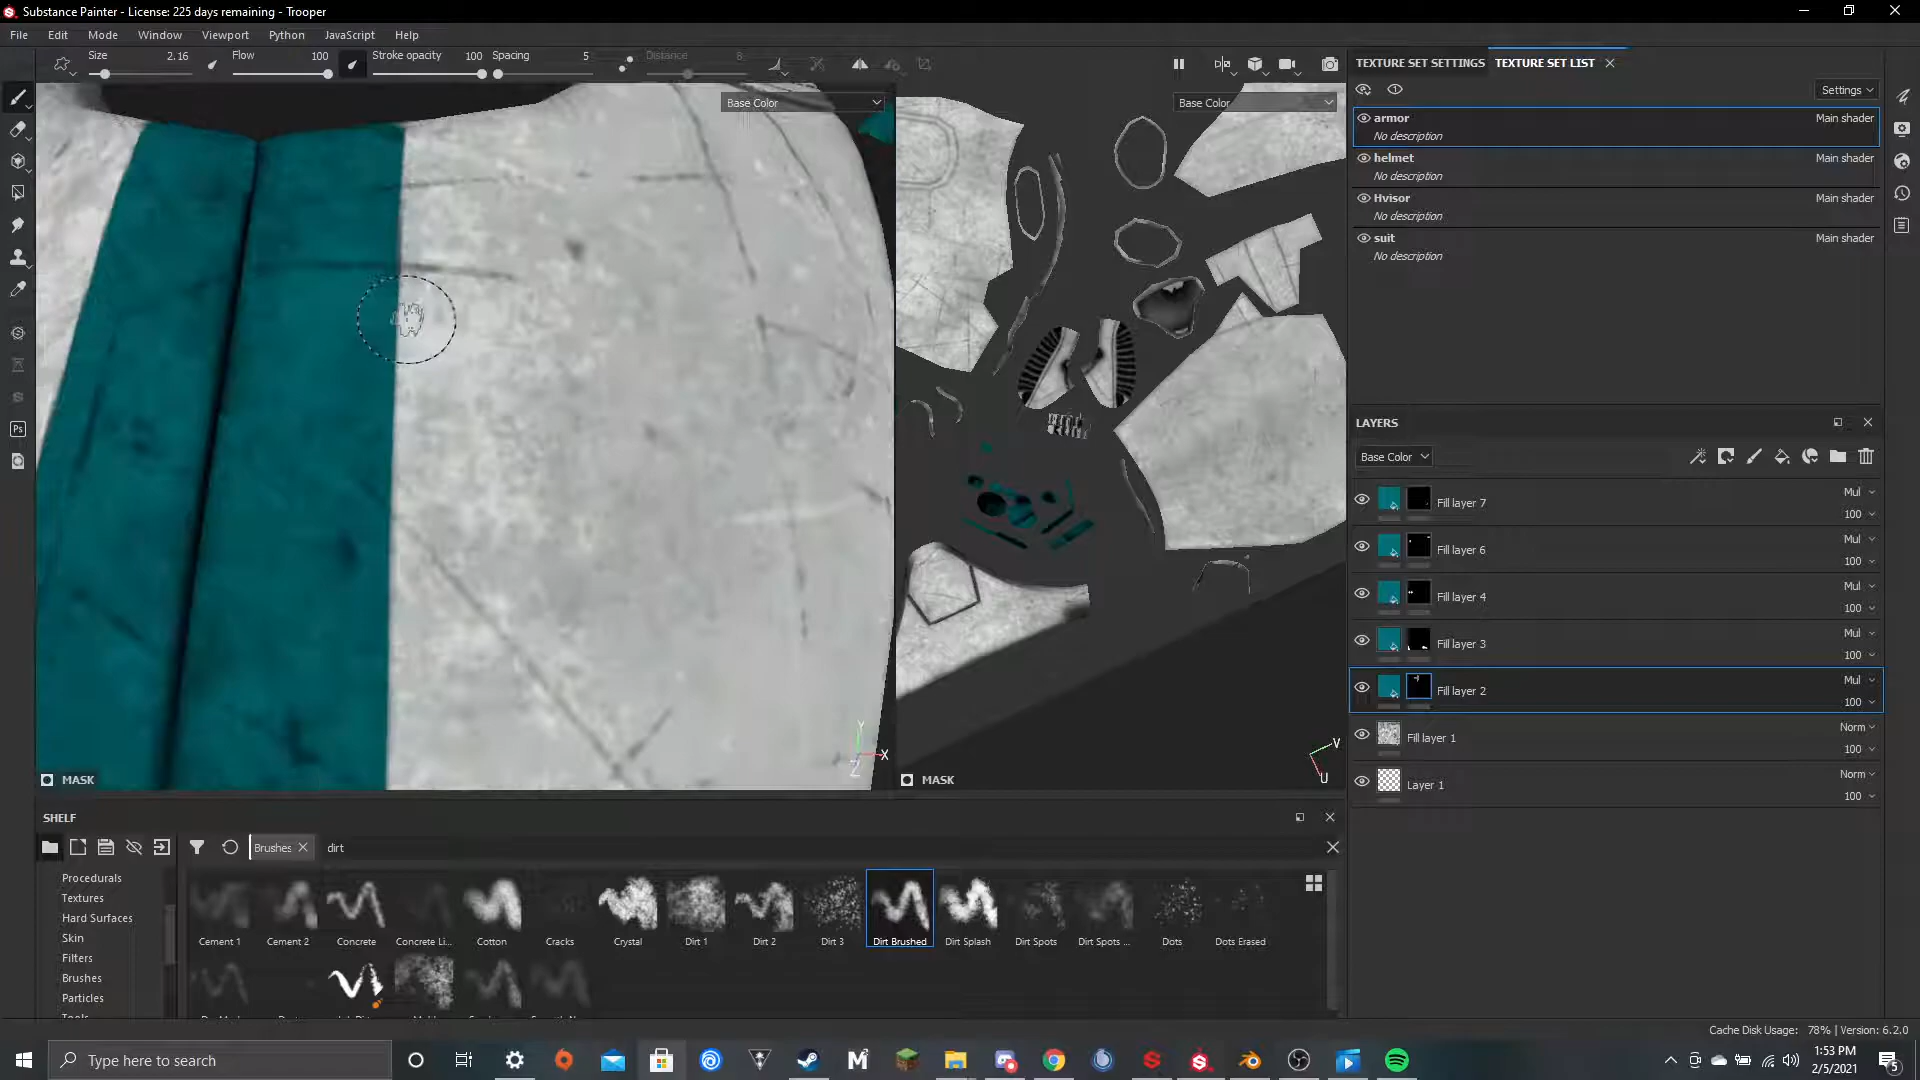 Substance Painter - License: 225 days remaining - Trooper
File Edit Mode Window Viewport Python JavaScript Help
Size 2.16 Flow 100 Stroke opacity 100 Spacing 5 Distance 8
Base Color
Base Color
MASK
MASK
Y
X
Z
V
U
TEXTURE SET SETTINGS TEXTURE SET LIST
Settings
armor Main shader
No description
helmet Main shader
No description
Hvisor Main shader
No description
suit Main shader
No description
LAYERS
Base Color
Fill layer 7 Mul
100
Fill layer 6 Mul
100
Fill layer 4 Mul
100
Fill layer 3 Mul
100
Fill layer 2 Mul
100
Fill layer 1 Norm
100
Layer 1 Norm
100
Ps
SHELF
Brushes dirt
Procedurals
Textures
Hard Surfaces
Skin
Filters
Brushes
Particles
Tools
Cement 1 Cement 2 Concrete Concrete Li... Cotton Cracks Crystal Dirt 1 Dirt 2 Dirt 3 Dirt Brushed Dirt Splash Dirt Spots Dirt Spots ... Dots Dots Erased
Cache Disk Usage: 78% | Version: 6.2.0
Type here to search
1:53 PM
2/5/2021
5